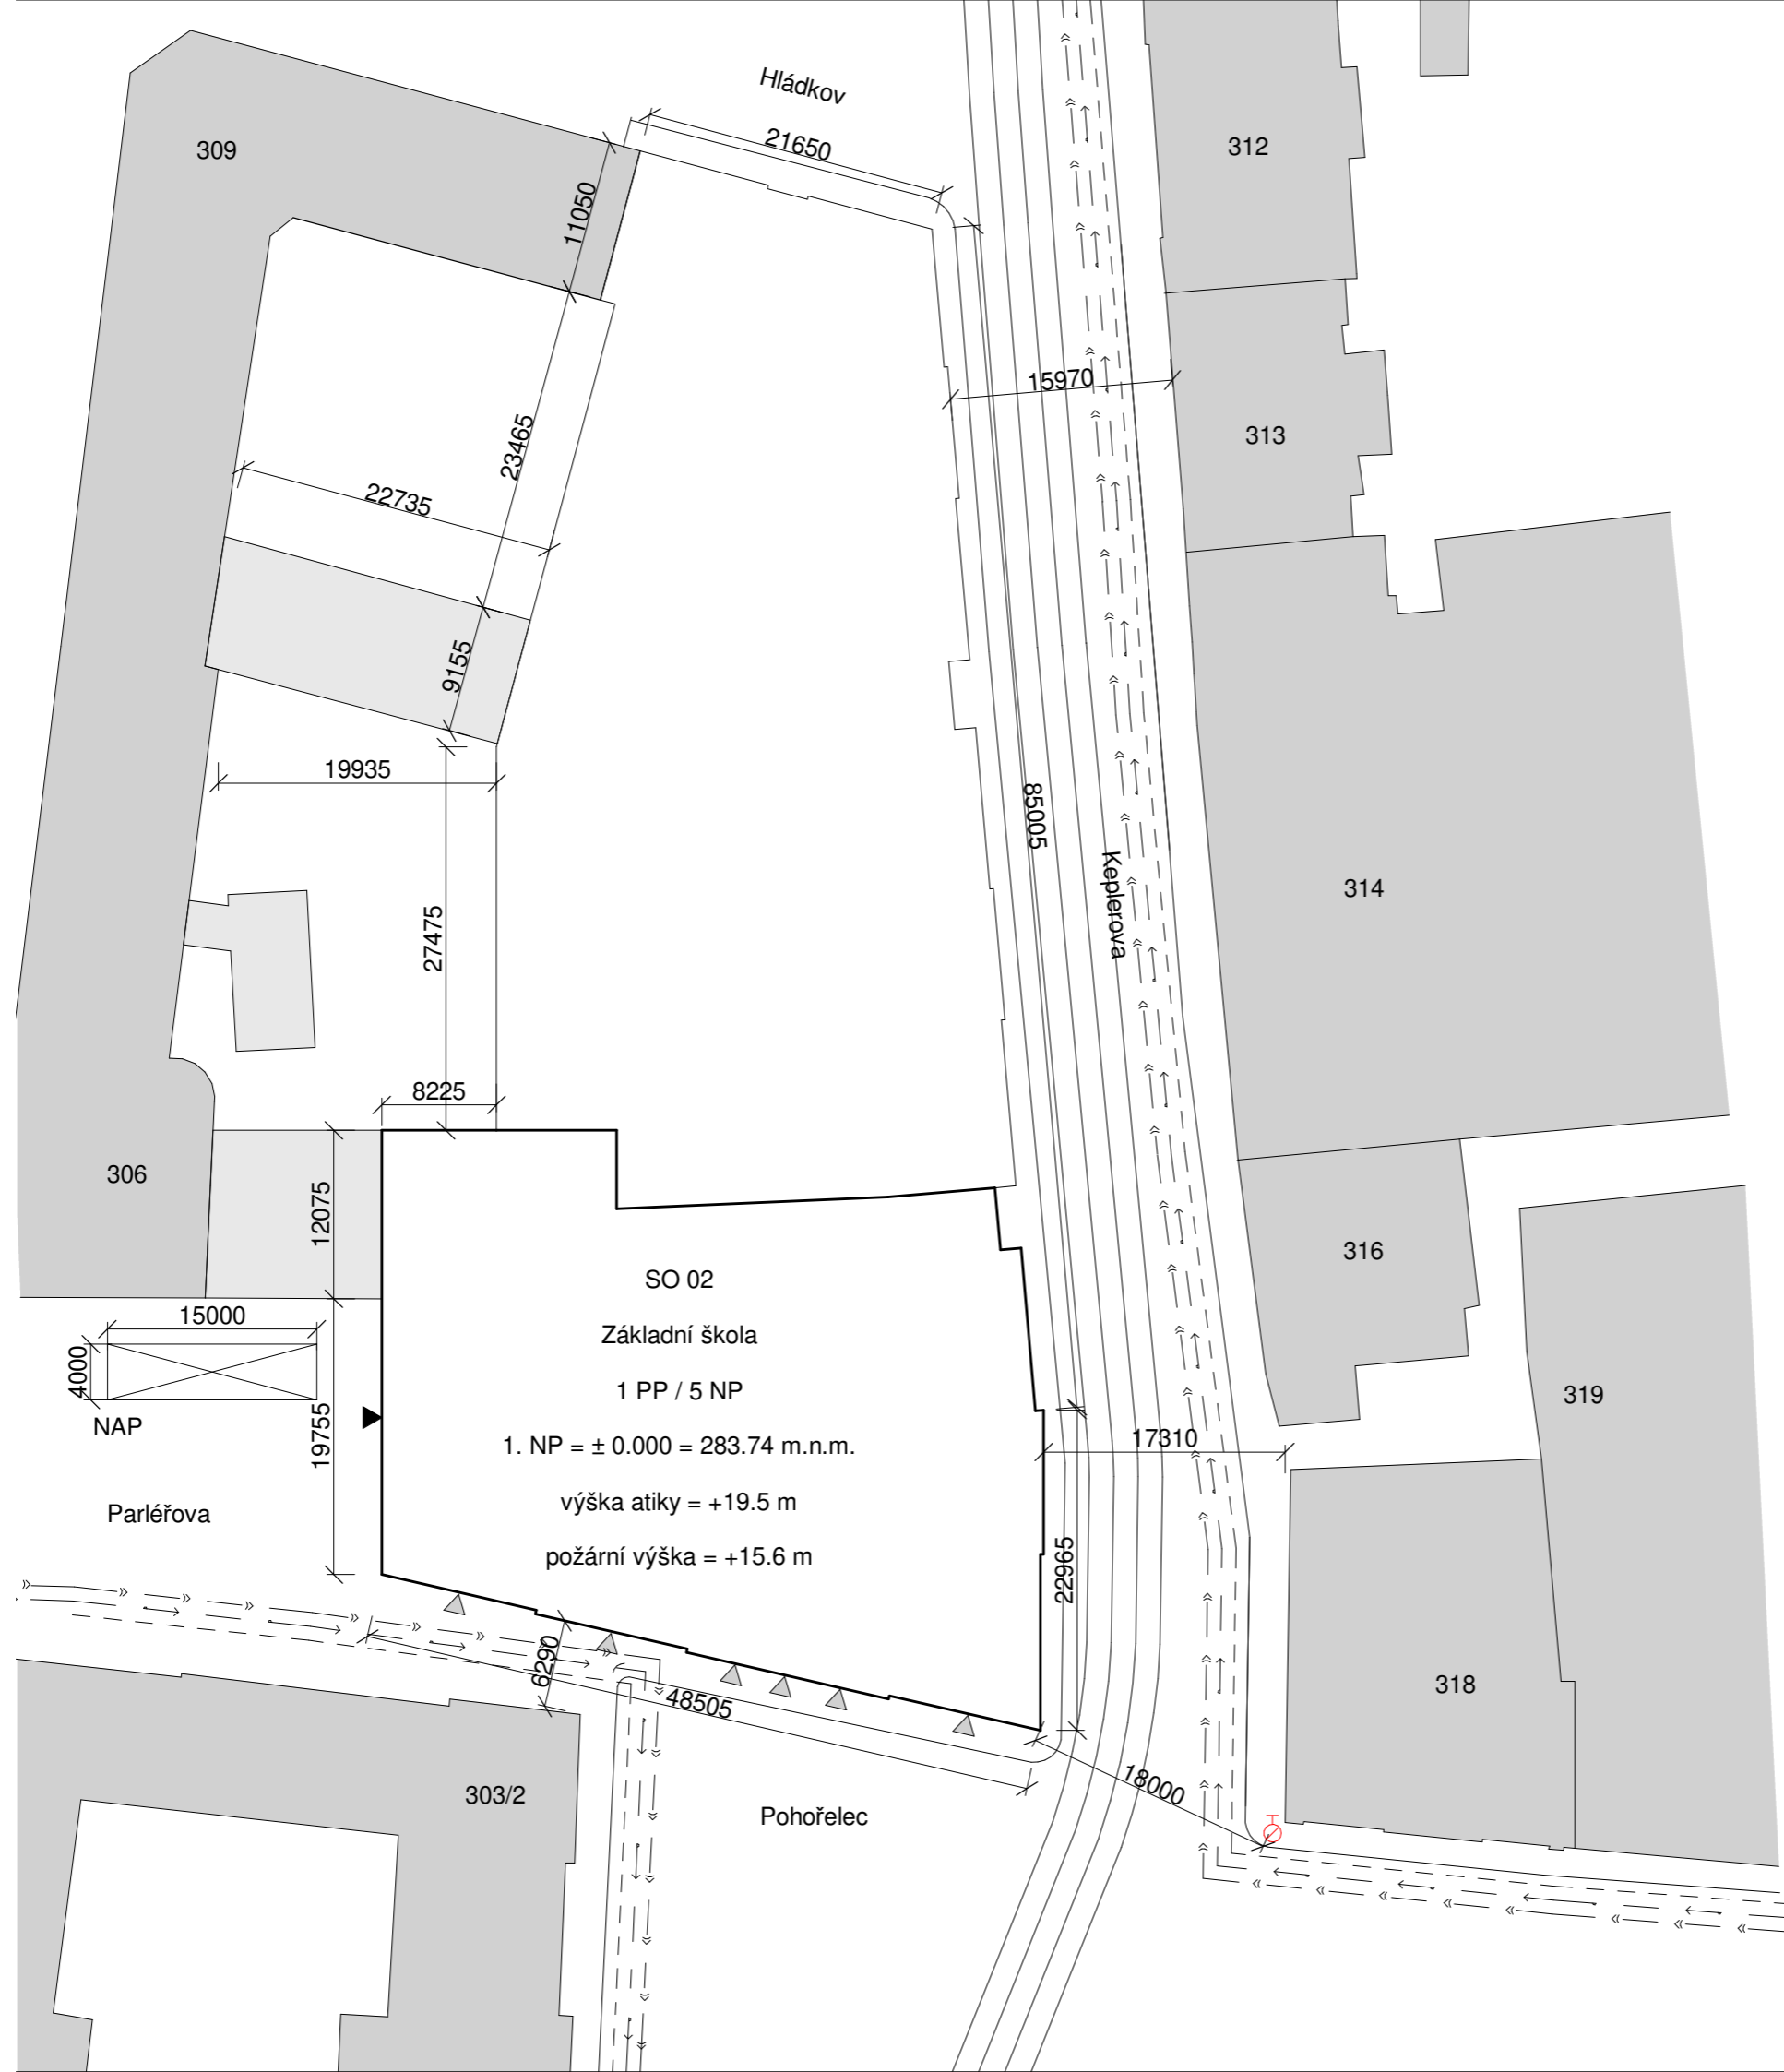 Hládkov
21650
309
312
11050
15970
313
23465
22735
9155
19935
85005
Keplerova
314
27475
8225
306
12075
316
SO 02
Základní škola
1 PP / 5 NP
1. NP = ± 0.000 = 283.74 m.n.m.
výška atiky = +19.5 m
požární výška = +15.6 m
15000
4000
NAP
19755
319
17310
Parléřova
22965
6290
48505
318
18000
303/2
Pohořelec